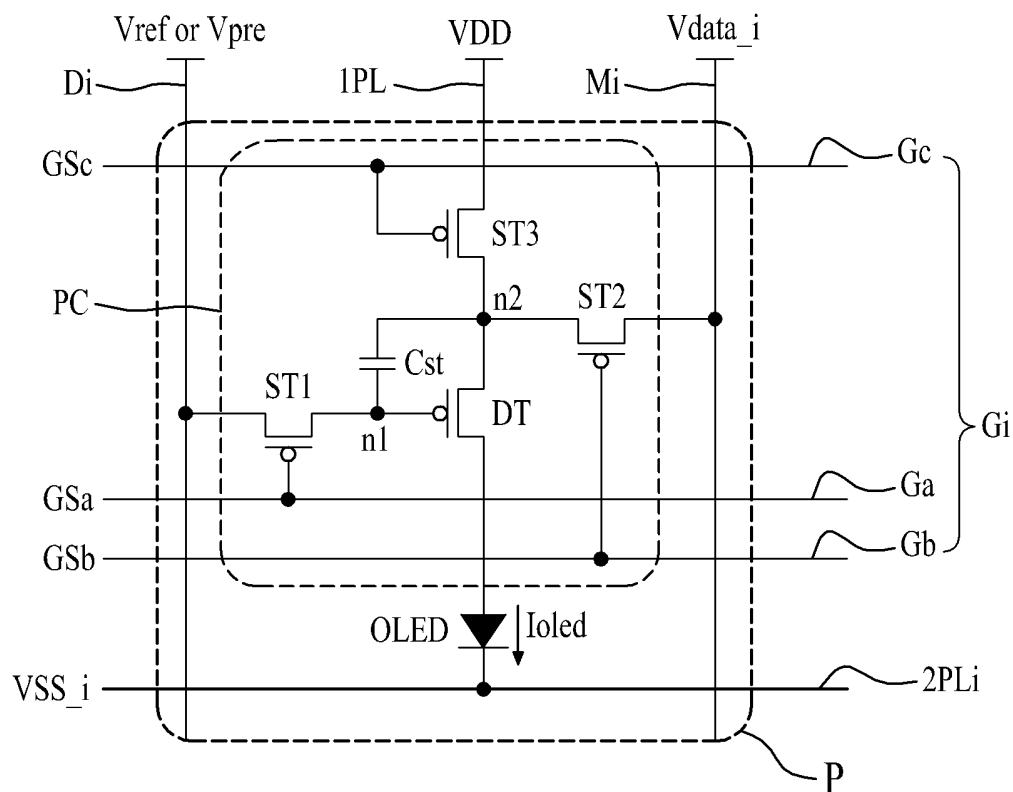 Vref or Vpre
VDD
Vdata_i
Di
1PL
Mi
GSc
Gc
ST3
PC
n2
ST2
Cst
ST1
DT
n1
Gi
GSa
Ga
GSb
Gb
OLED
Ioled
VSS_i
2PLi
P